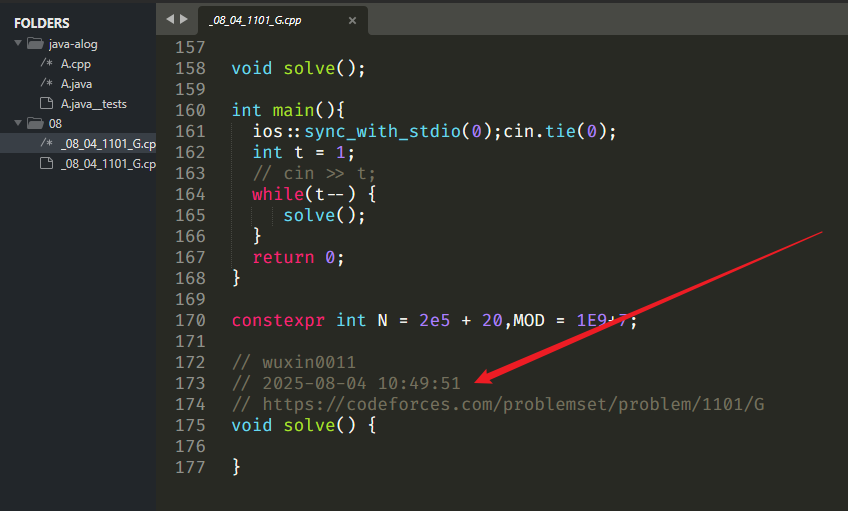 FOLDERS
java-alog
A.cpp
A.java
A.java__tests
08
_08_04_1101_G.cp
_08_04_1101_G.cp
_08_04_1101_G.cpp
157
158 void solve();
159
160 int main(){
161 ios::sync_with_stdio(0);cin.tie(0);
162 int t = 1;
163 // cin >> t;
164 while(t--) {
165 solve();
166 }
167 return 0;
168 }
169
170 constexpr int N = 2e5 + 20,MOD = 1E9+7;
171
172 // wuxin0011
173 // 2025-08-04 10:49:51
174 // https://codeforces.com/problemset/problem/1101/G
175 void solve() {
176
177 }